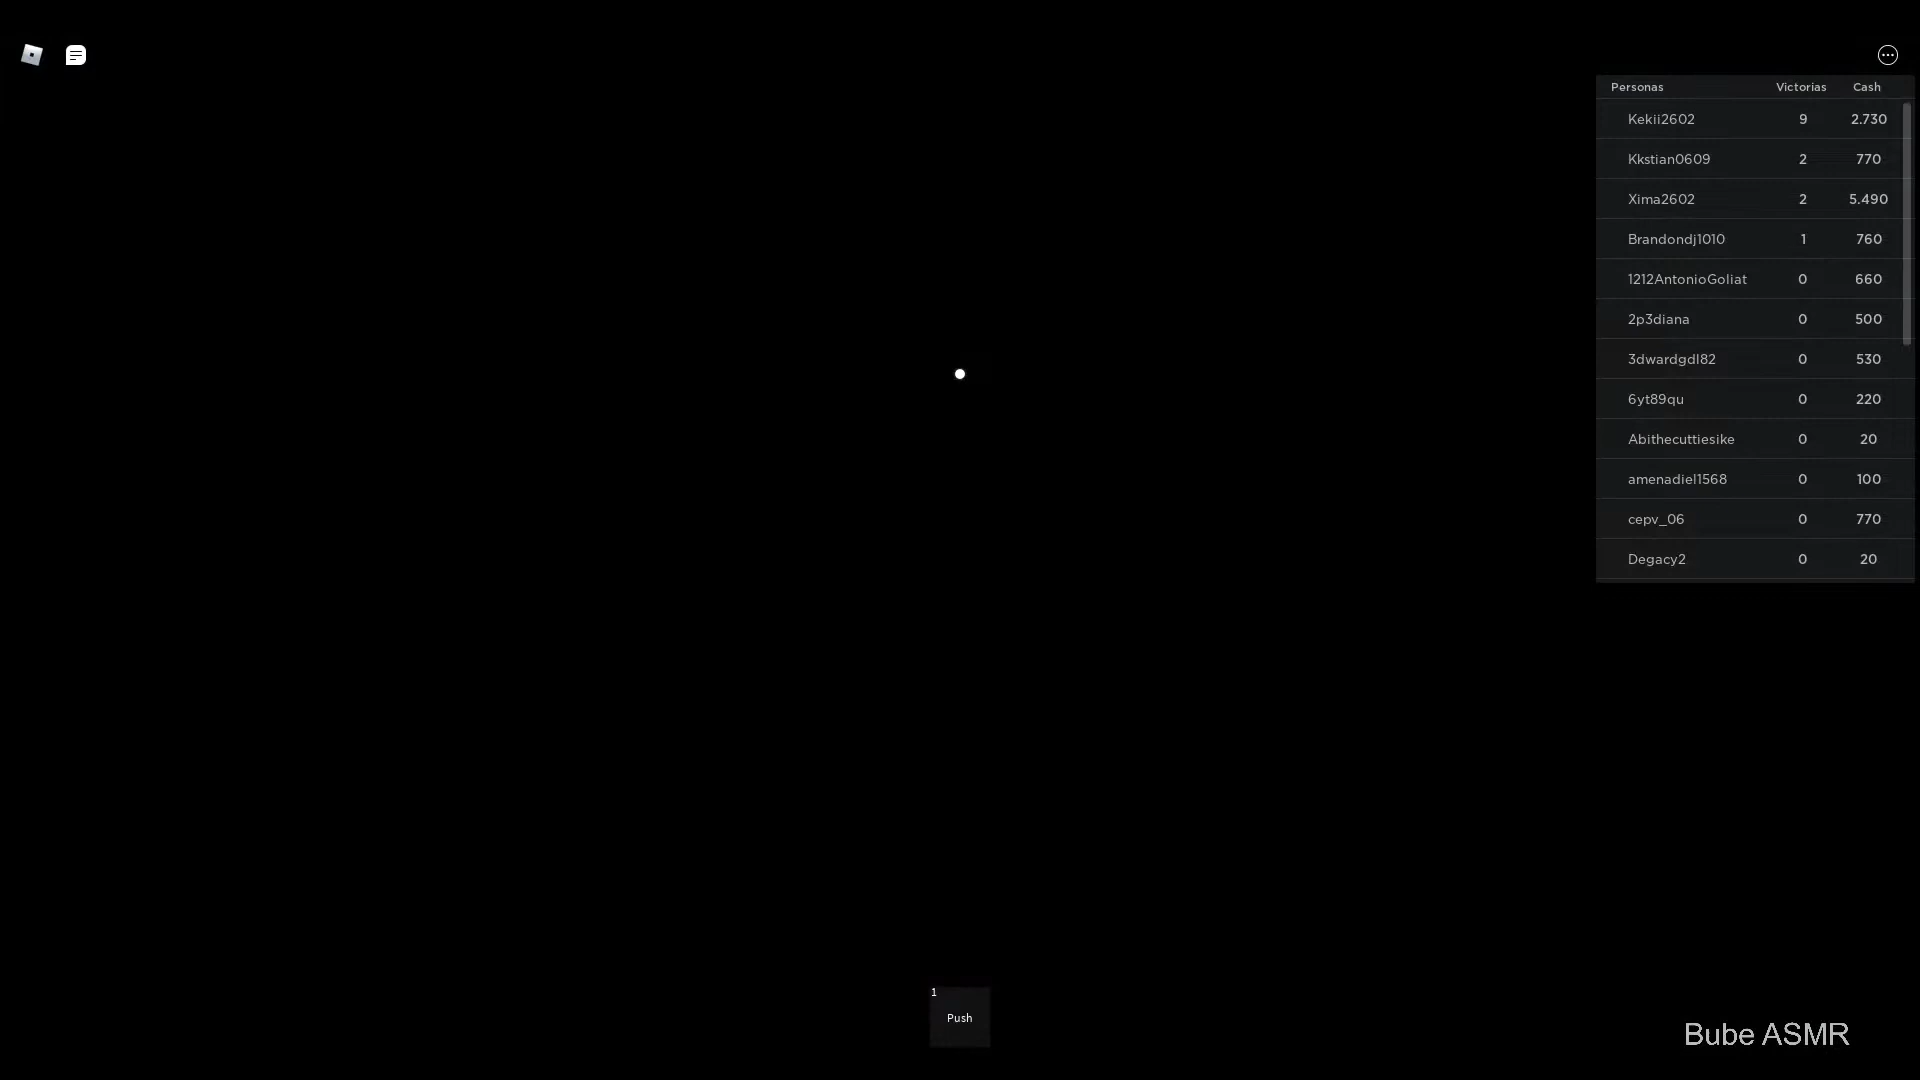 Personas Victorias Cash
Kekii2602 9 2.730
Kkstian0609 2 770
Xima2602 2 5.490
Brandondj1010 1 760
1212AntonioGoliat 0 660
2p3diana 0 500
3dwardgdl82 0 530
6yt89qu 0 220
Abithecuttiesike 0 20
amenadiel1568 0 100
cepv_06 0 770
Degacy2 0 20
1
Push
Bube ASMR